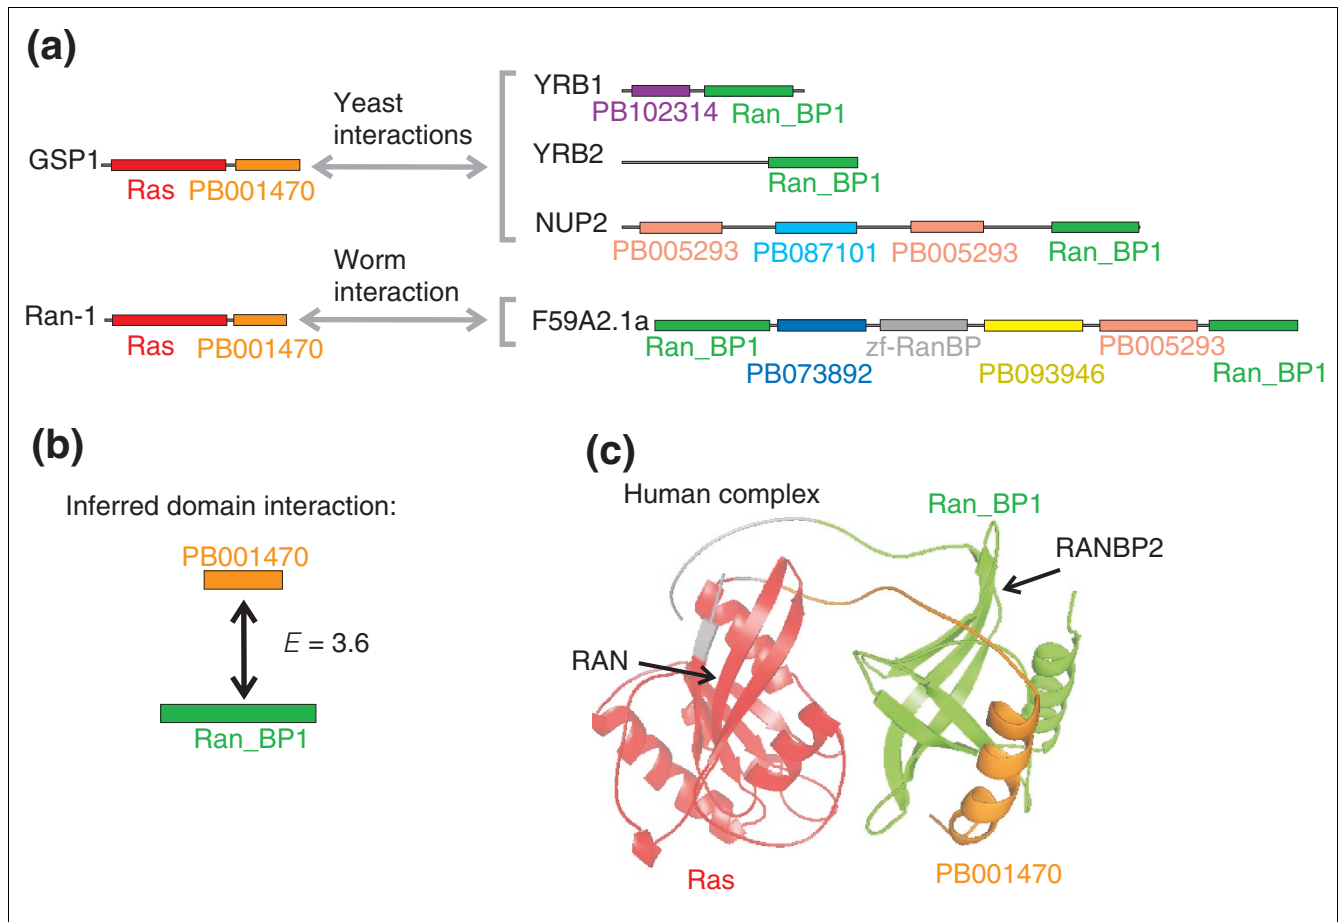 (a)
Yeast
interactions
GSP1
Ras PB001470
YRB1
PB102314 Ran_BP1
YRB2
Ran_BP1
NUP2
PB005293 PB087101 PB005293 Ran_BP1
Worm
interaction
Ran-1
Ras PB001470
F59A2.1a
Ran_BP1 zf-RanBP PB005293
PB073892 PB093946 Ran_BP1
(b)
Inferred domain interaction:
PB001470
E = 3.6
Ran_BP1
(c)
Human complex
Ran_BP1
RANBP2
RAN
Ras
PB001470